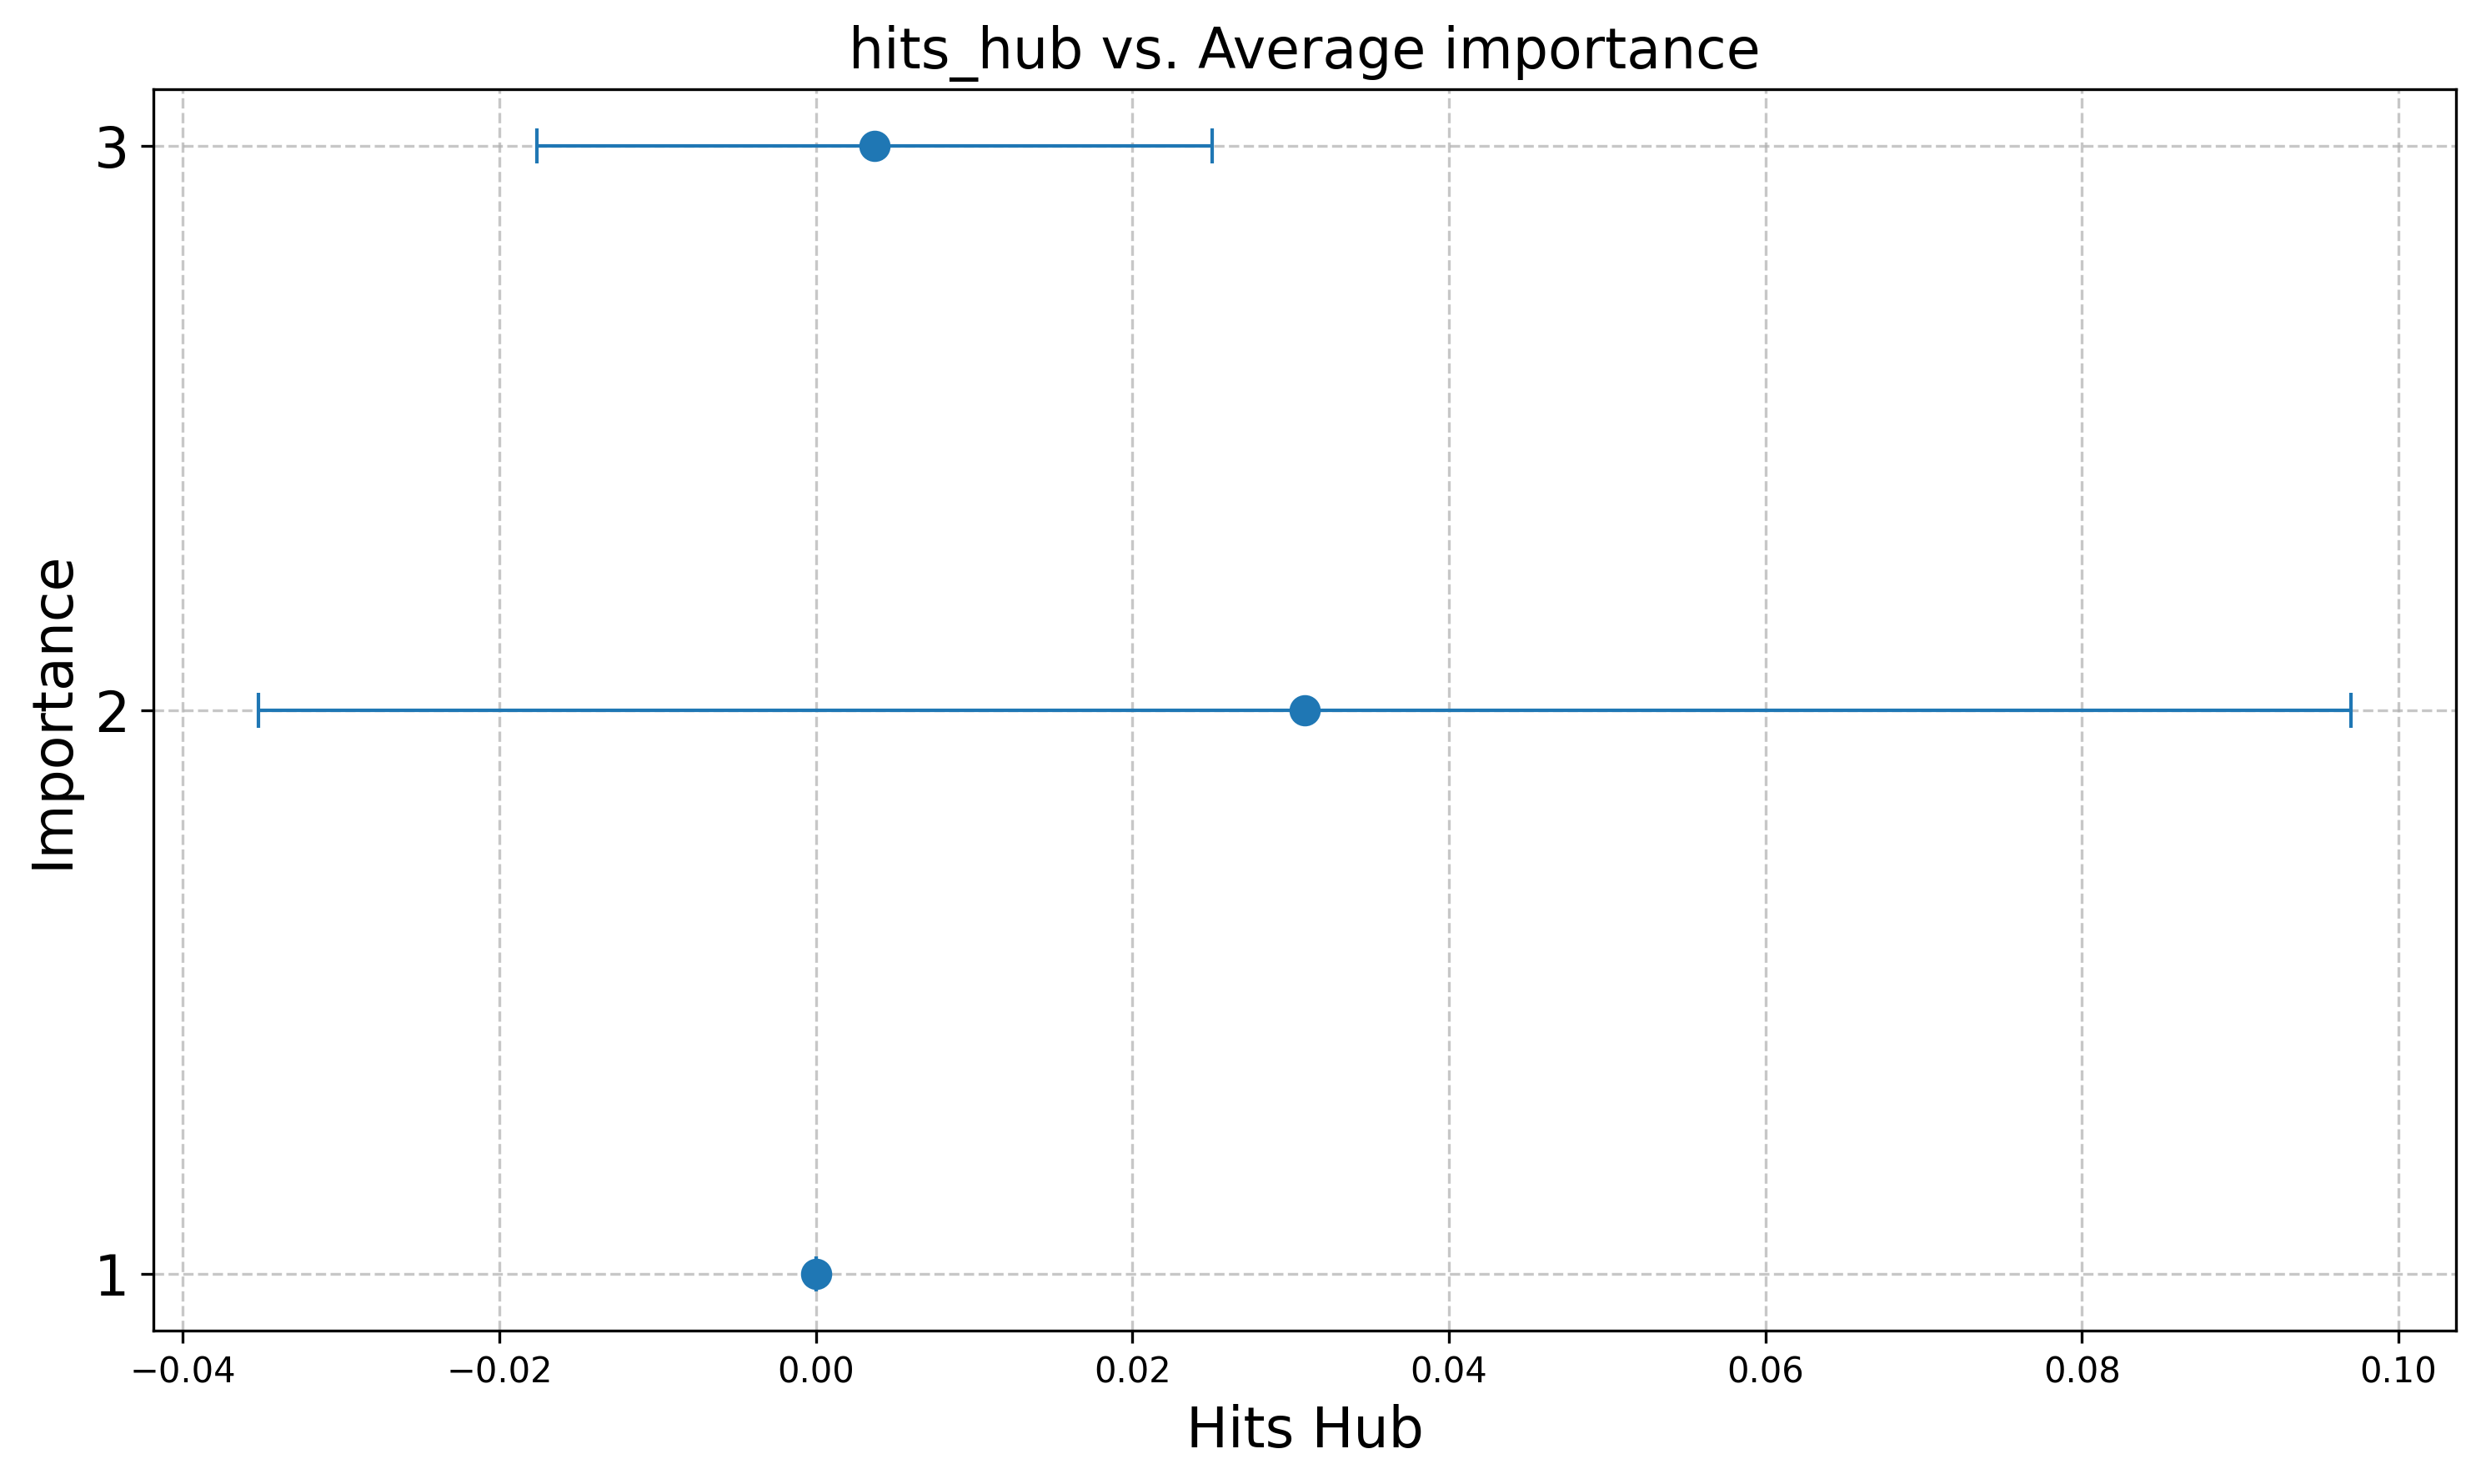 hits_hub vs. Average importance
3
2
1
Importance
−0.04 −0.02 0.00 0.02 0.04 0.06 0.08 0.10
Hits Hub